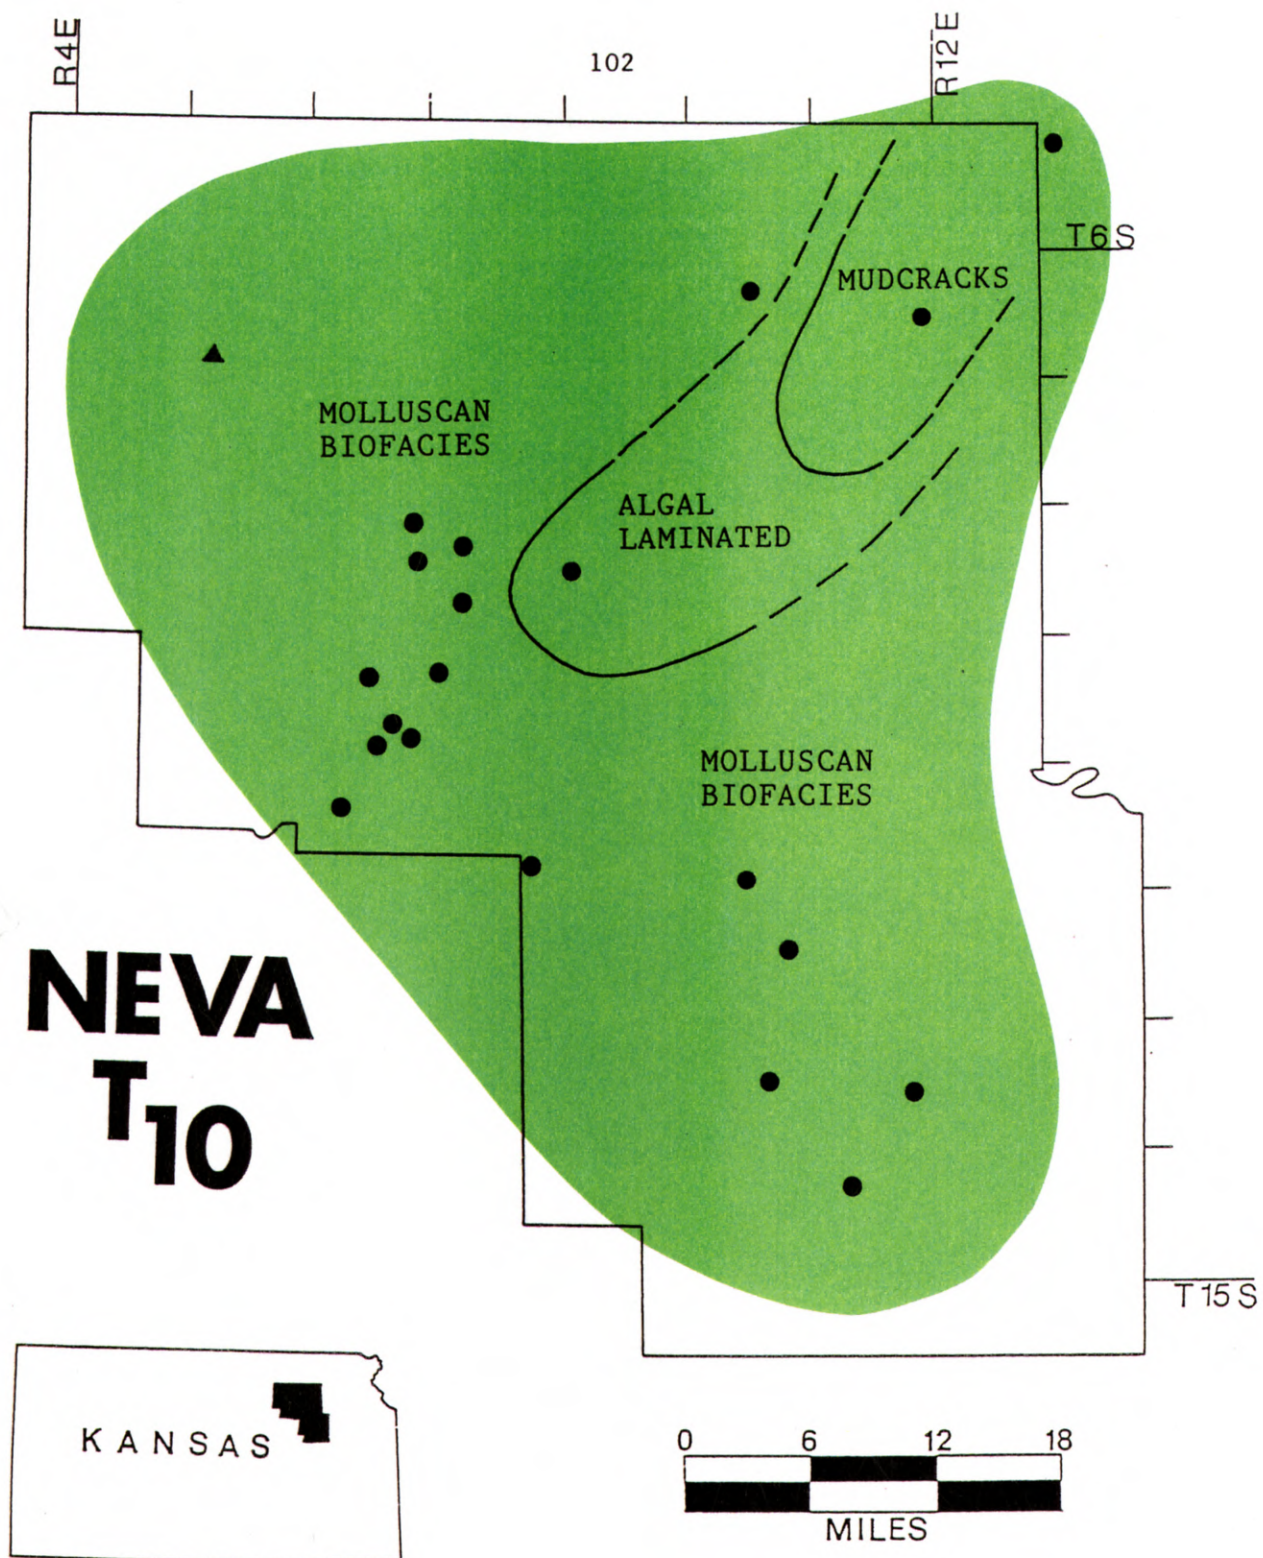 R4E
102
R12E
T6S
MUDCRACKS
MOLLUSCAN
BIOFACIES
ALGAL
LAMINATED
MOLLUSCAN
BIOFACIES
NEVA
T10
T15S
KANSAS
0 6 12 18
MILES